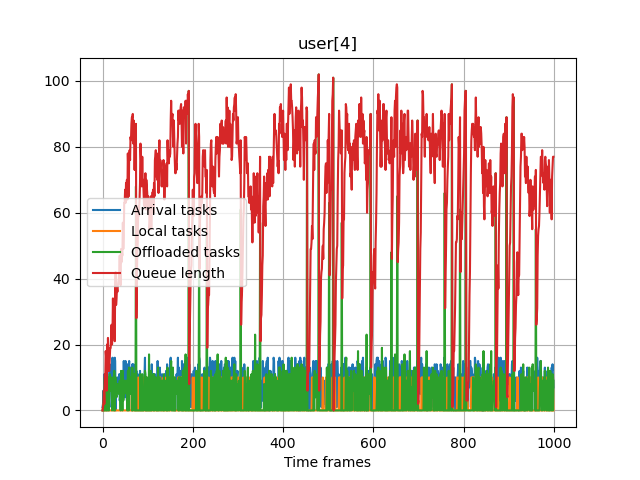 user[4]
100
80
60
40
20
0
Arrival tasks
Local tasks
Offloaded tasks
Queue length
0 200 400 600 800 1000
Time frames